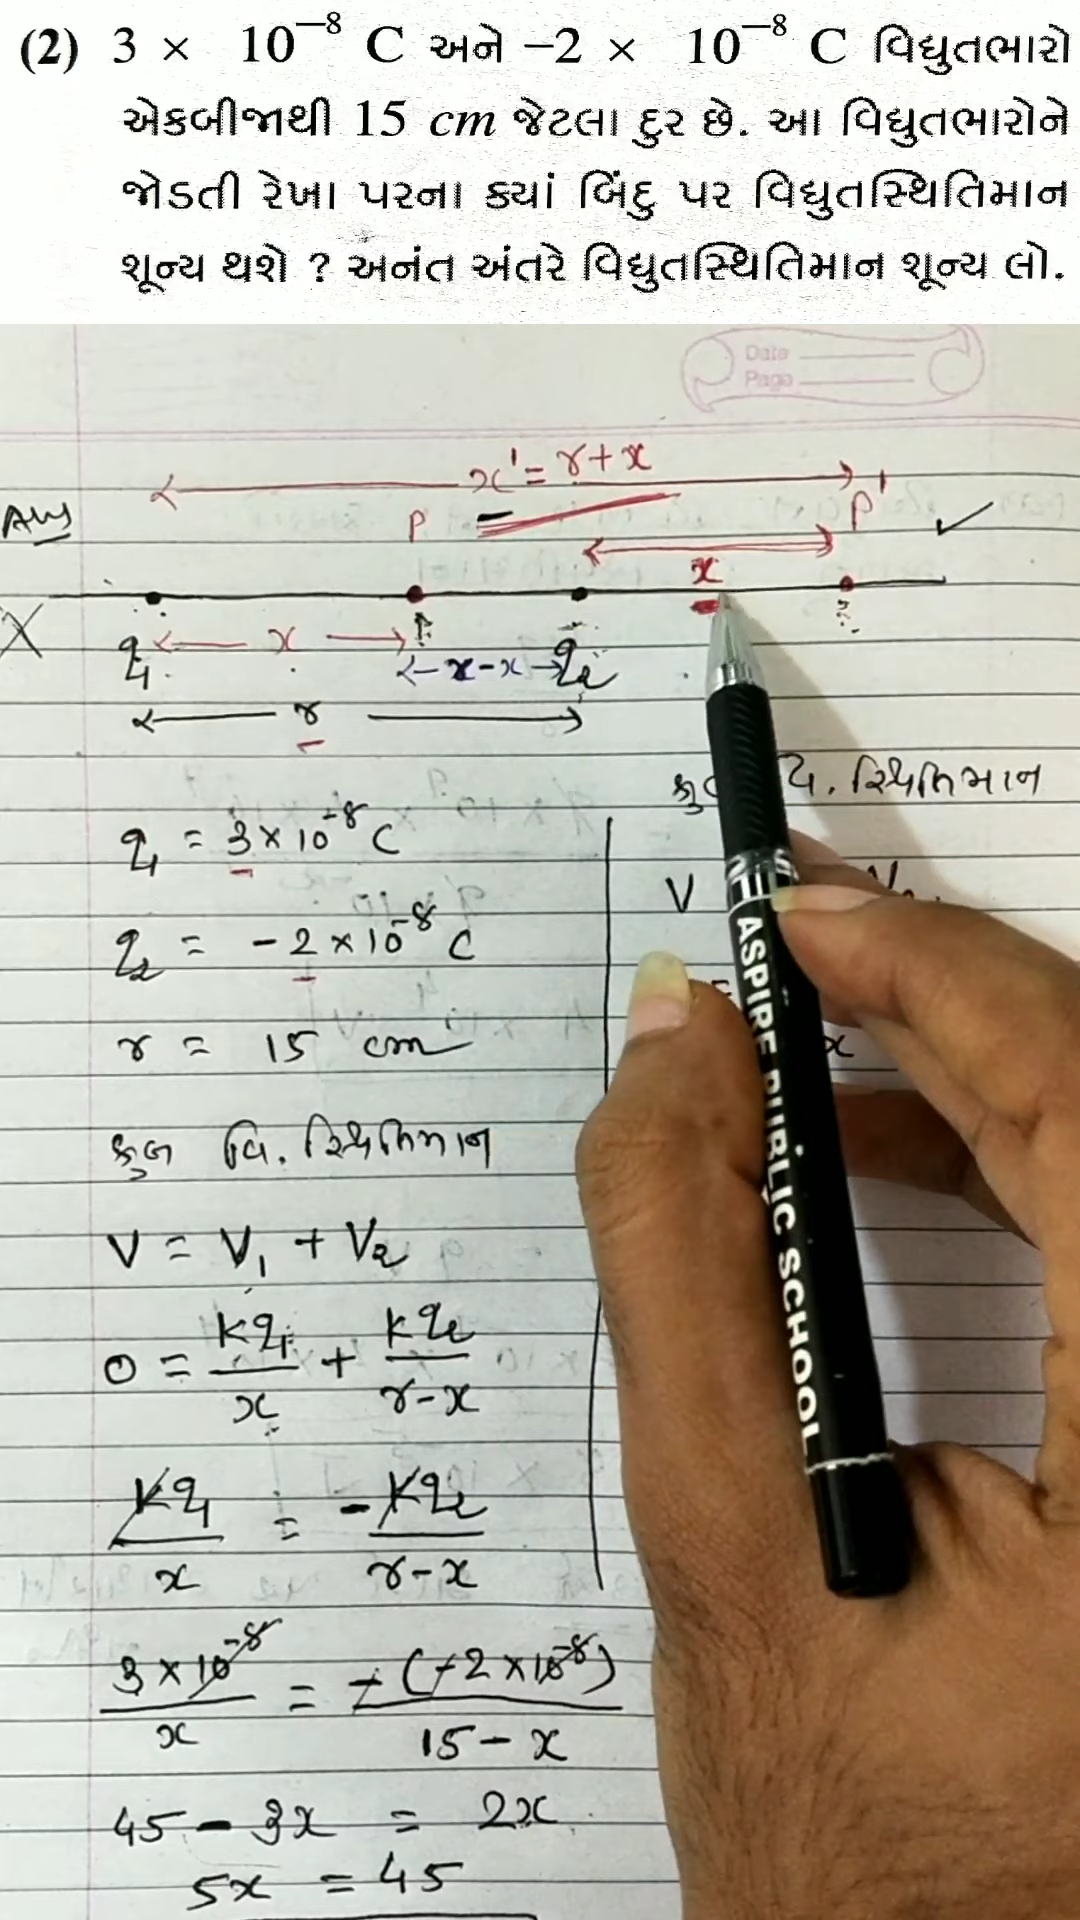 (2) 3 × 10⁻⁸ C અને −2 × 10⁻⁸ C વિદ્યુતભારો
એકબીજાથી 15 cm જેટલા દુર છે. આ વિદ્યુતભારોને
જોડતી રેખા પરના ક્યાં બિંદુ પર વિદ્યુતસ્થિતિમાન
શૂન્ય થશે ? અનંત અંતરે વિદ્યુતસ્થિતિમાન શૂન્ય લો.
Date
Page
x' = r + x
Ans
P
P'
x
q₁
x
x - x
q₂
r
q₁ = 3 × 10⁻⁸ C
q₂ = - 2 × 10⁻⁸ C
r = 15 cm
કુલ વિ. સ્થિતિમાન
V = V₁ + V₂
0 = kq₁/x + kq₂/r-x
kq₁/x = - kq₂/r-x
3 × 10⁻⁸/x = - (-2 × 10⁻⁸)/15 - x
45 - 3x = 2x
5x = 45
વિ. સ્થિતિમાન
V
x
ASPIRE PUBLIC SCHOOL